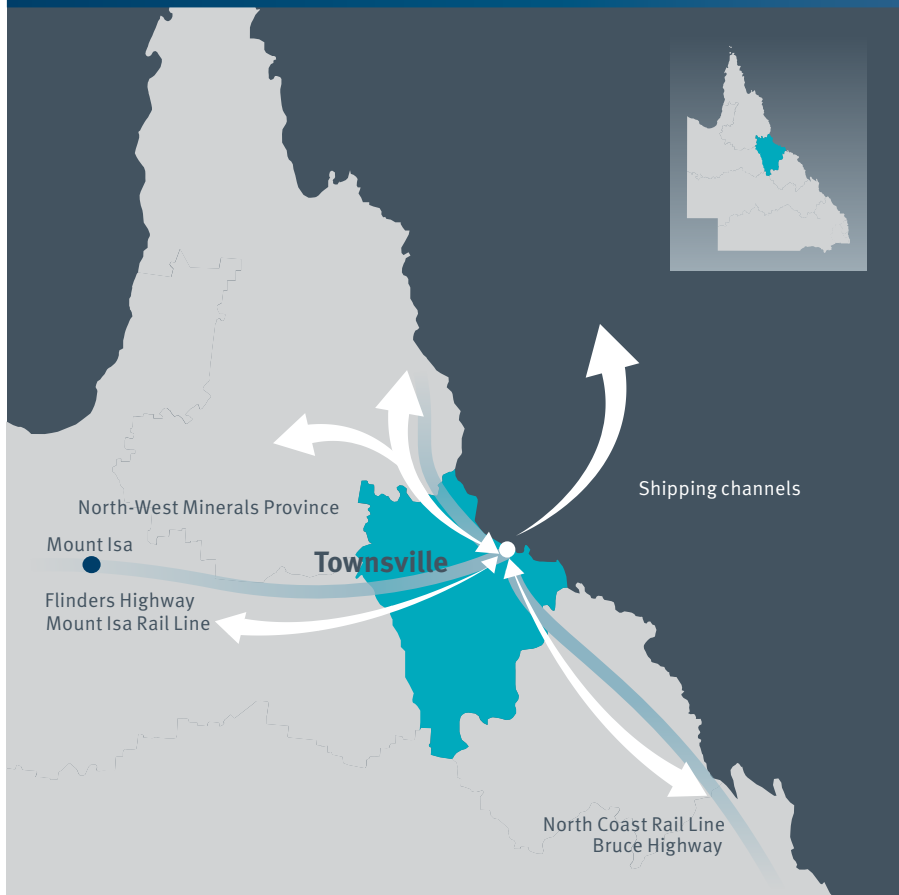 Shipping channels
North-West Minerals Province
Mount Isa
Townsville
Flinders Highway
Mount Isa Rail Line
North Coast Rail Line
Bruce Highway